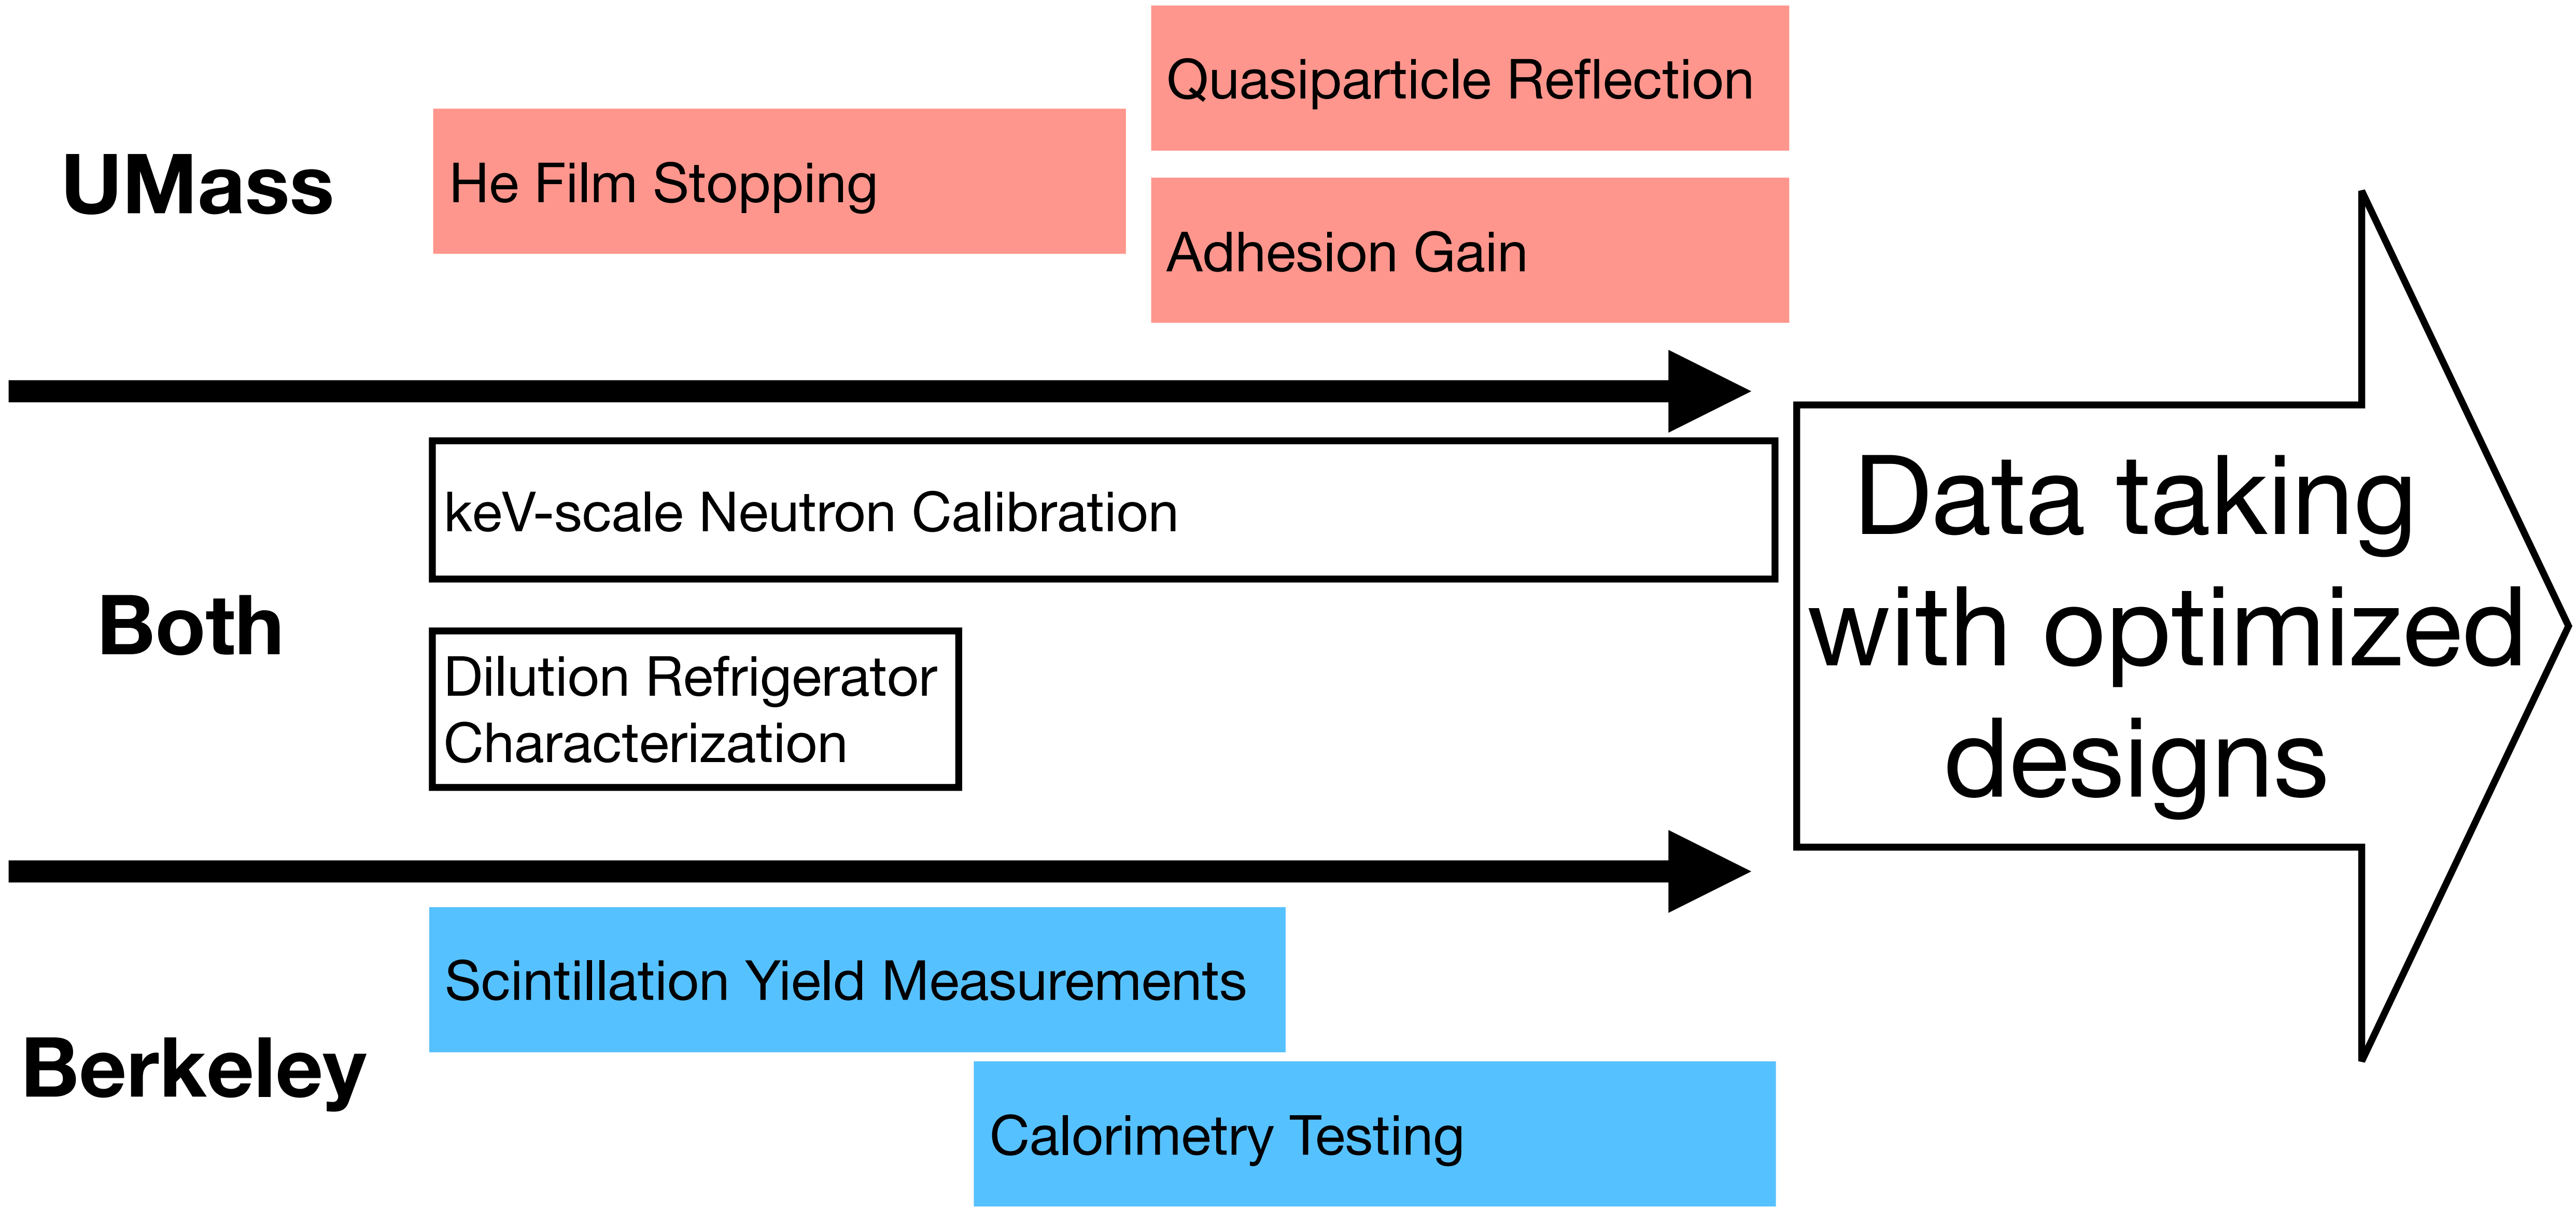 Quasiparticle Reflection
UMass
He Film Stopping
Adhesion Gain
keV-scale Neutron Calibration
Both
Dilution Refrigerator
Characterization
Data taking
with optimized
designs
Scintillation Yield Measurements
Berkeley
Calorimetry Testing